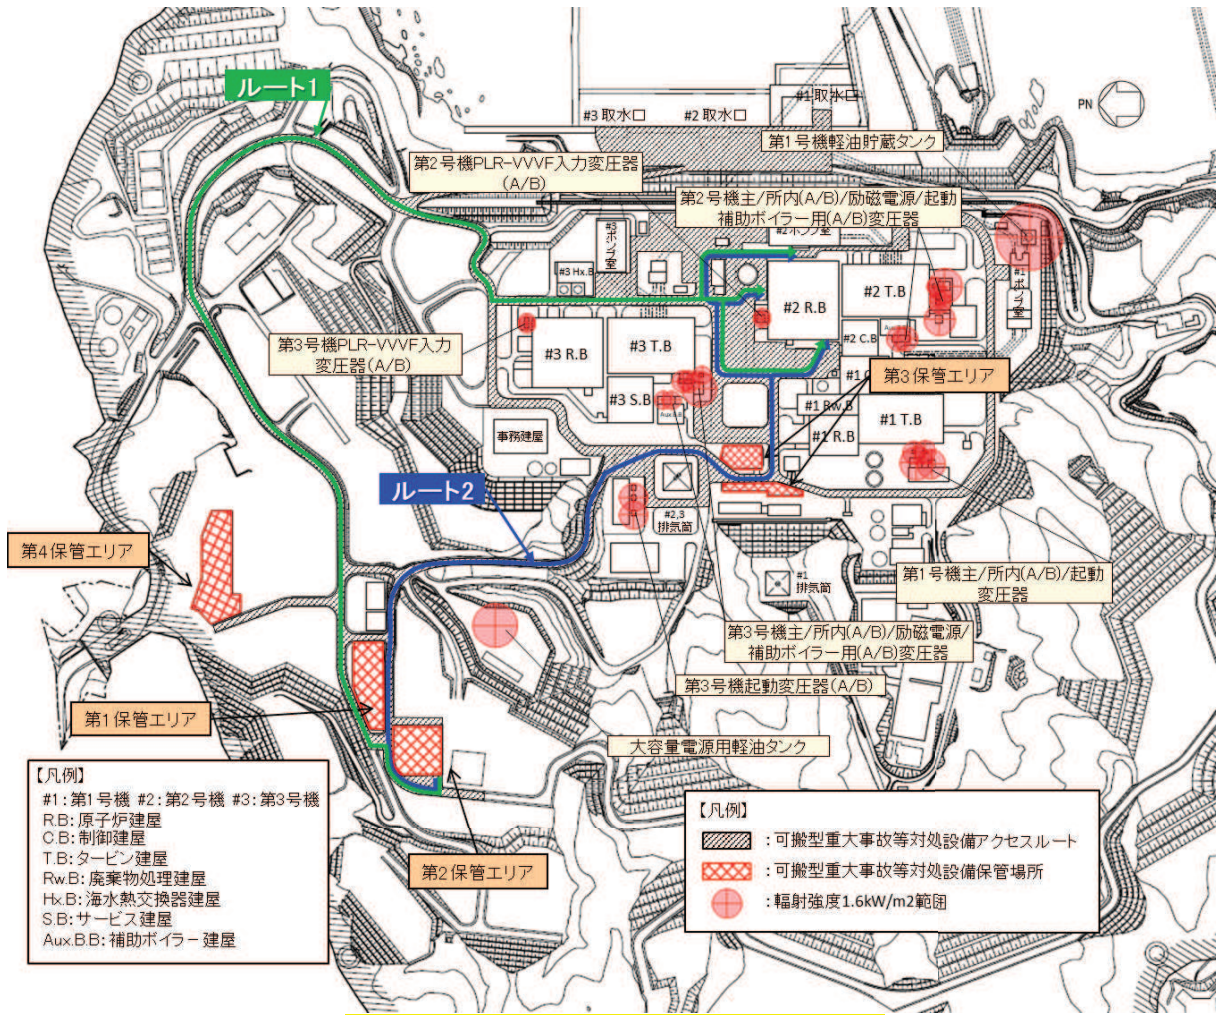 ルート1
#1取水口
#3取水口
#2取水口
PN
第1号機軽油貯蔵タンク
第2号機PLR-VVVF入力変圧器
(A/B)
第2号機主/所内(A/B)/励磁電源/起動
補助ボイラー用(A/B)変圧器
#2ポンプ室
#3ポンプ室
#3 Hx.B
#1ポンプ室
#2 T.B
#2 R.B
#2 C.B
第3号機PLR-VVVF入力
変圧器(A/B)
#3 R.B
#3 T.B
第3保管エリア
#3 S.B
Aux.B.B
#1 Rw.B
#1 T.B
#1 R.B
事務建屋
ルート2
#2,3
排気筒
第4保管エリア
#1
排気筒
第1号機主/所内(A/B)/起動
変圧器
第3号機主/所内(A/B)/励磁電源/
補助ボイラー用(A/B)変圧器
第3号機起動変圧器(A/B)
第1保管エリア
大容量電源用軽油タンク
第2保管エリア
【凡例】
#1:第1号機 #2:第2号機 #3:第3号機
R.B:原子炉建屋
C.B:制御建屋
T.B:タービン建屋
Rw.B:廃棄物処理建屋
Hx.B:海水熱交換器建屋
S.B:サービス建屋
Aux.B.B:補助ボイラー建屋
【凡例】
:可搬型重大事故等対処設備アクセスルート
:可搬型重大事故等対処設備保管場所
:輻射強度1.6kW/m2範囲